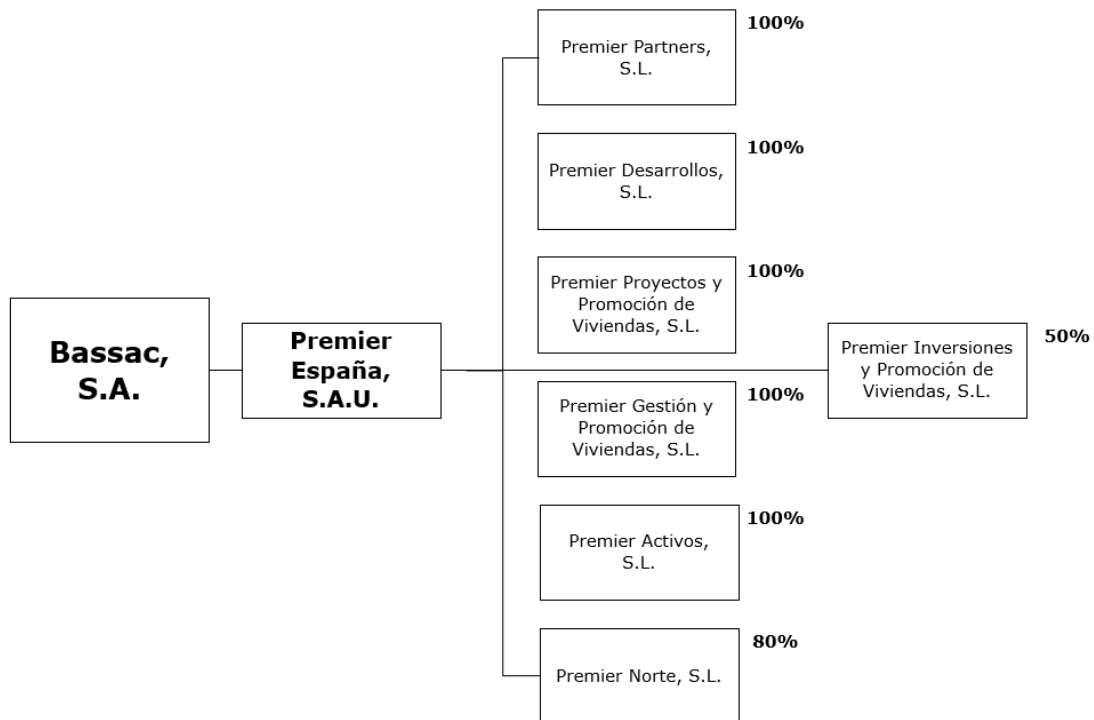 100%
Premier Partners,
S.L.
100%
Premier Desarrollos,
S.L.
100%
Premier Proyectos y
Promoción de
Viviendas, S.L.
Bassac,
S.A.
Premier
España,
S.A.U.
50%
Premier Inversiones
y Promoción de
Viviendas, S.L.
100%
Premier Gestión y
Promoción de
Viviendas, S.L.
100%
Premier Activos,
S.L.
80%
Premier Norte, S.L.